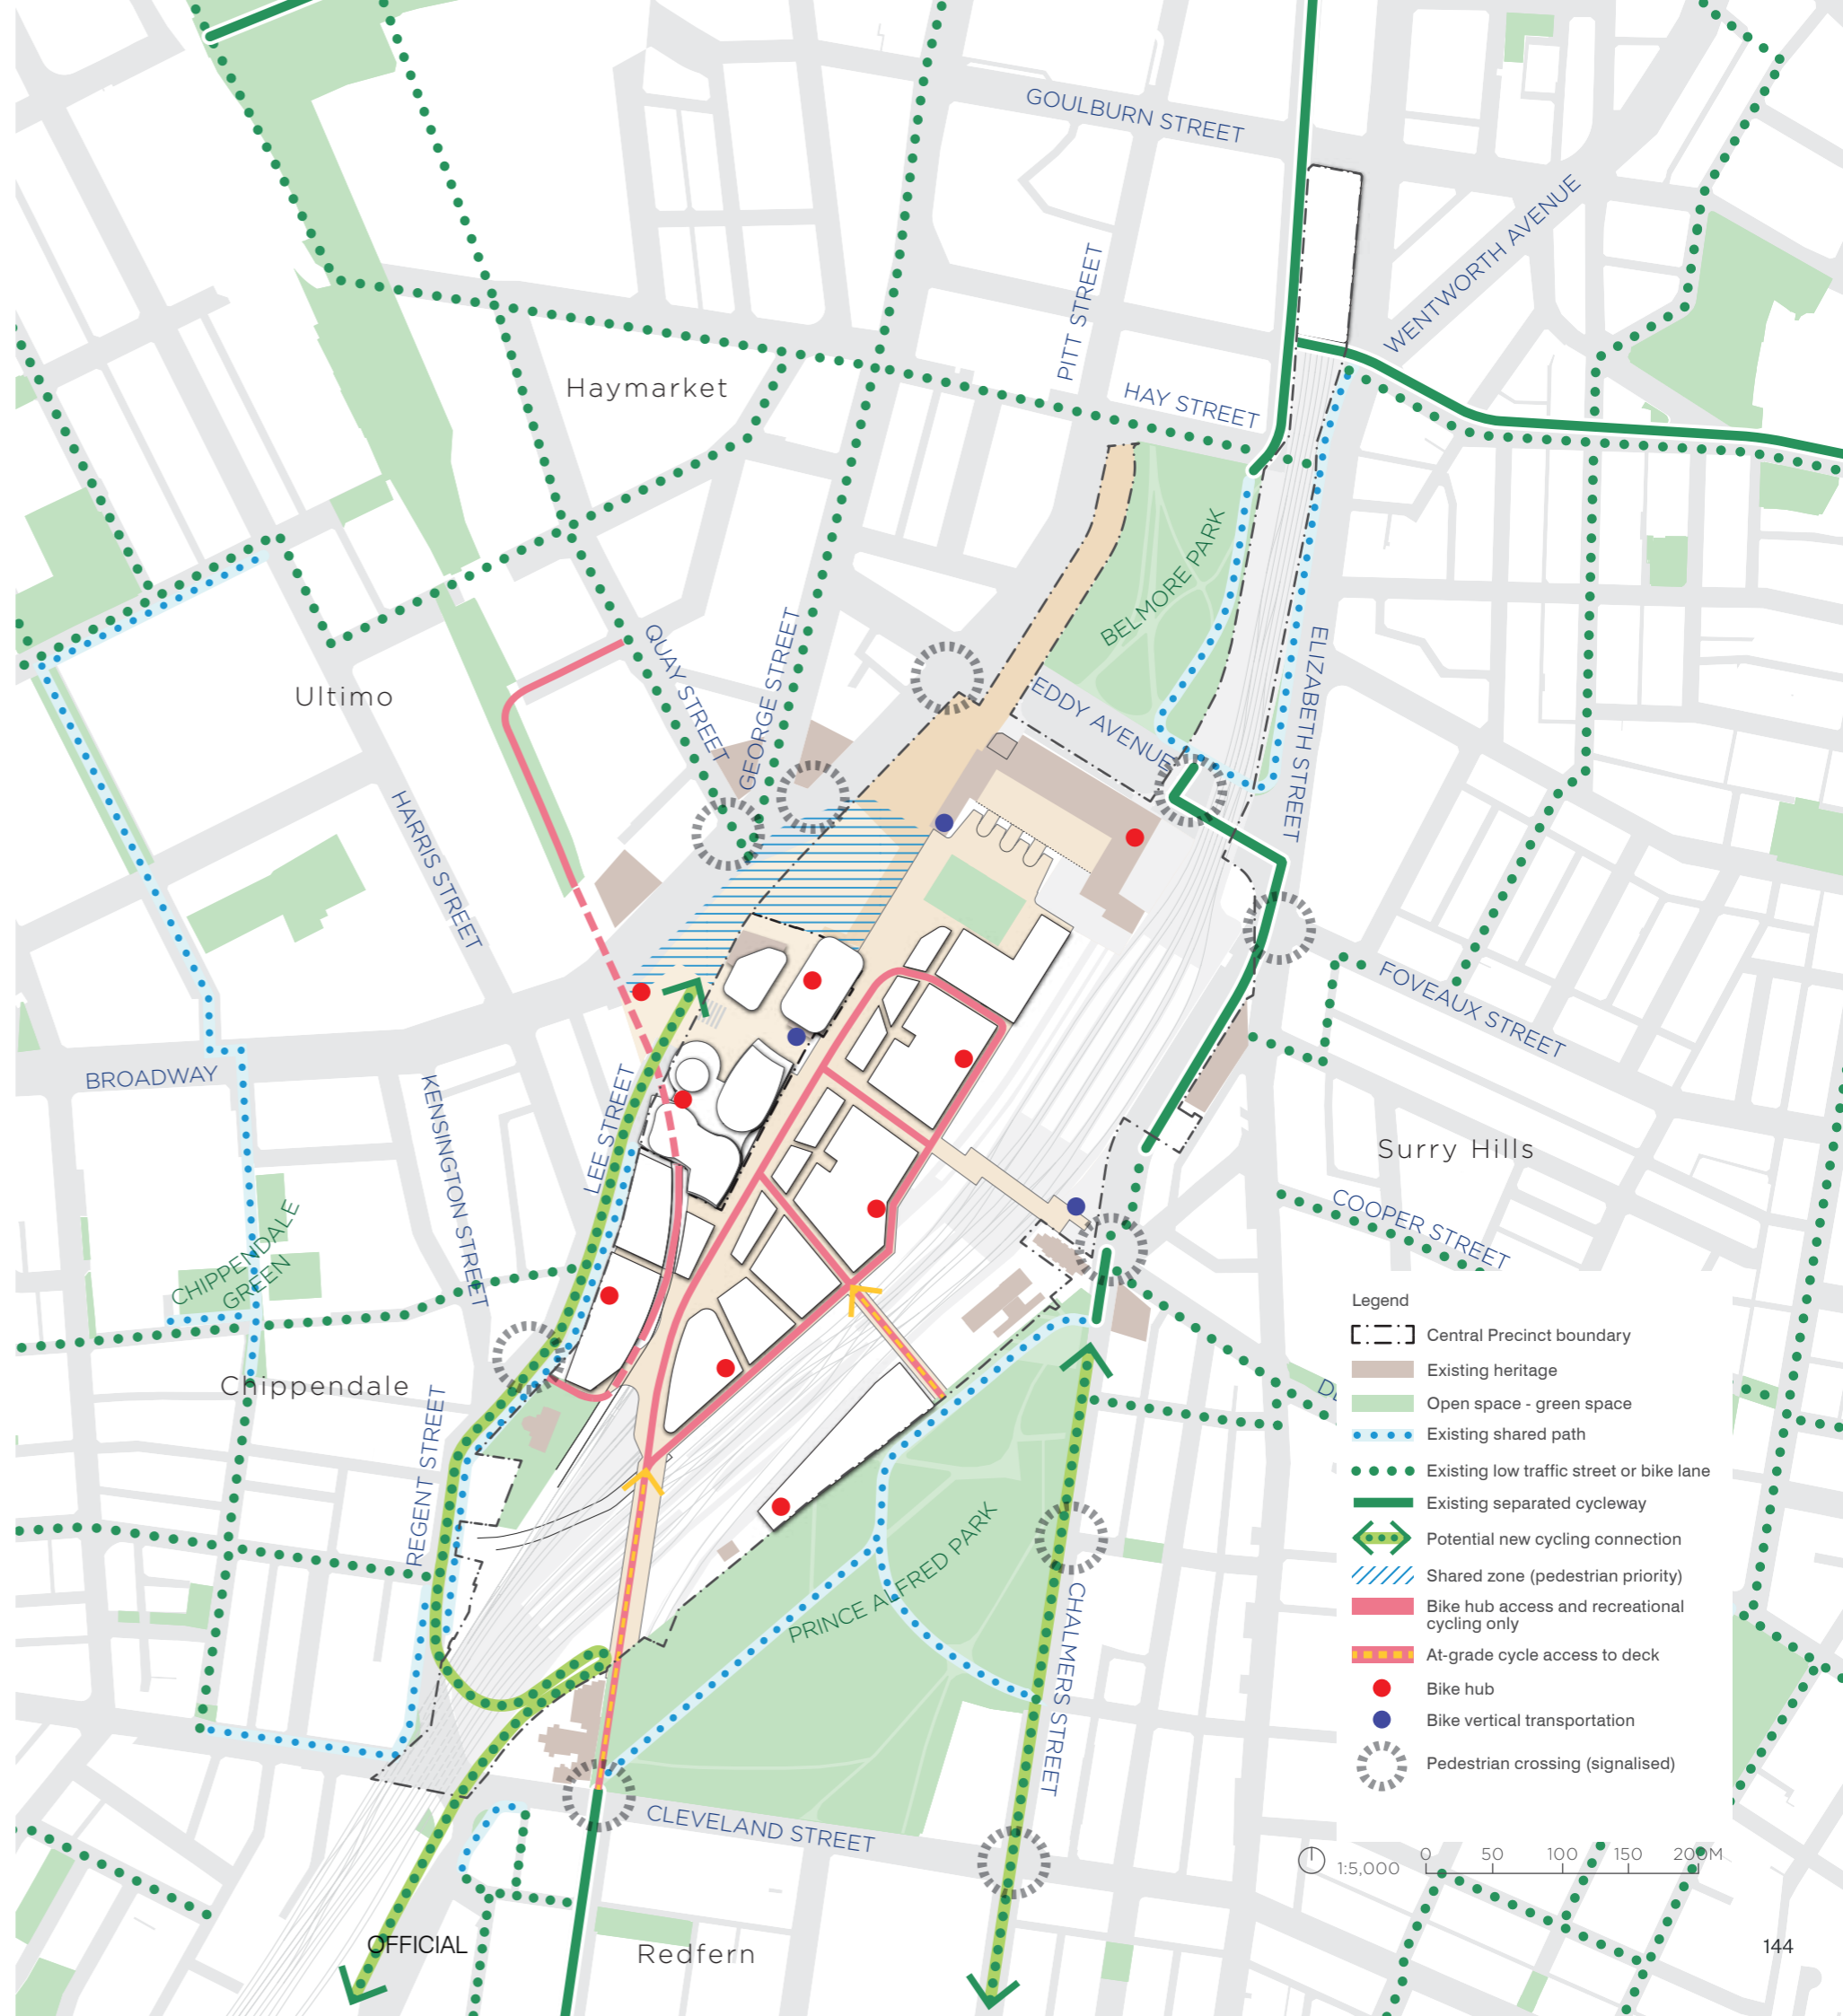 GOULBURN STREET
WENTWORTH AVENUE
PITT STREET
Haymarket
HAY STREET
BELMORE PARK
QUAY STREET
GEORGE STREET
ELIZABETH STREET
Ultimo
EDDY AVENUE
HARRIS STREET
FOVEAUX STREET
BROADWAY
KENSINGTON STREET
LEE STREET
Surry Hills
COOPER STREET
CHIPPENDALE
GREEN
Chippendale
REGENT STREET
PRINCE ALFRED PARK
CHALMERS STREET
CLEVELAND STREET
Legend
Central Precinct boundary
Existing heritage
Open space - green space
Existing shared path
Existing low traffic street or bike lane
Existing separated cycleway
Potential new cycling connection
Shared zone (pedestrian priority)
Bike hub access and recreational
cycling only
At-grade cycle access to deck
Bike hub
Bike vertical transportation
Pedestrian crossing (signalised)
1:5,000
0 50 100 150 200M
OFFICIAL
Redfern
144